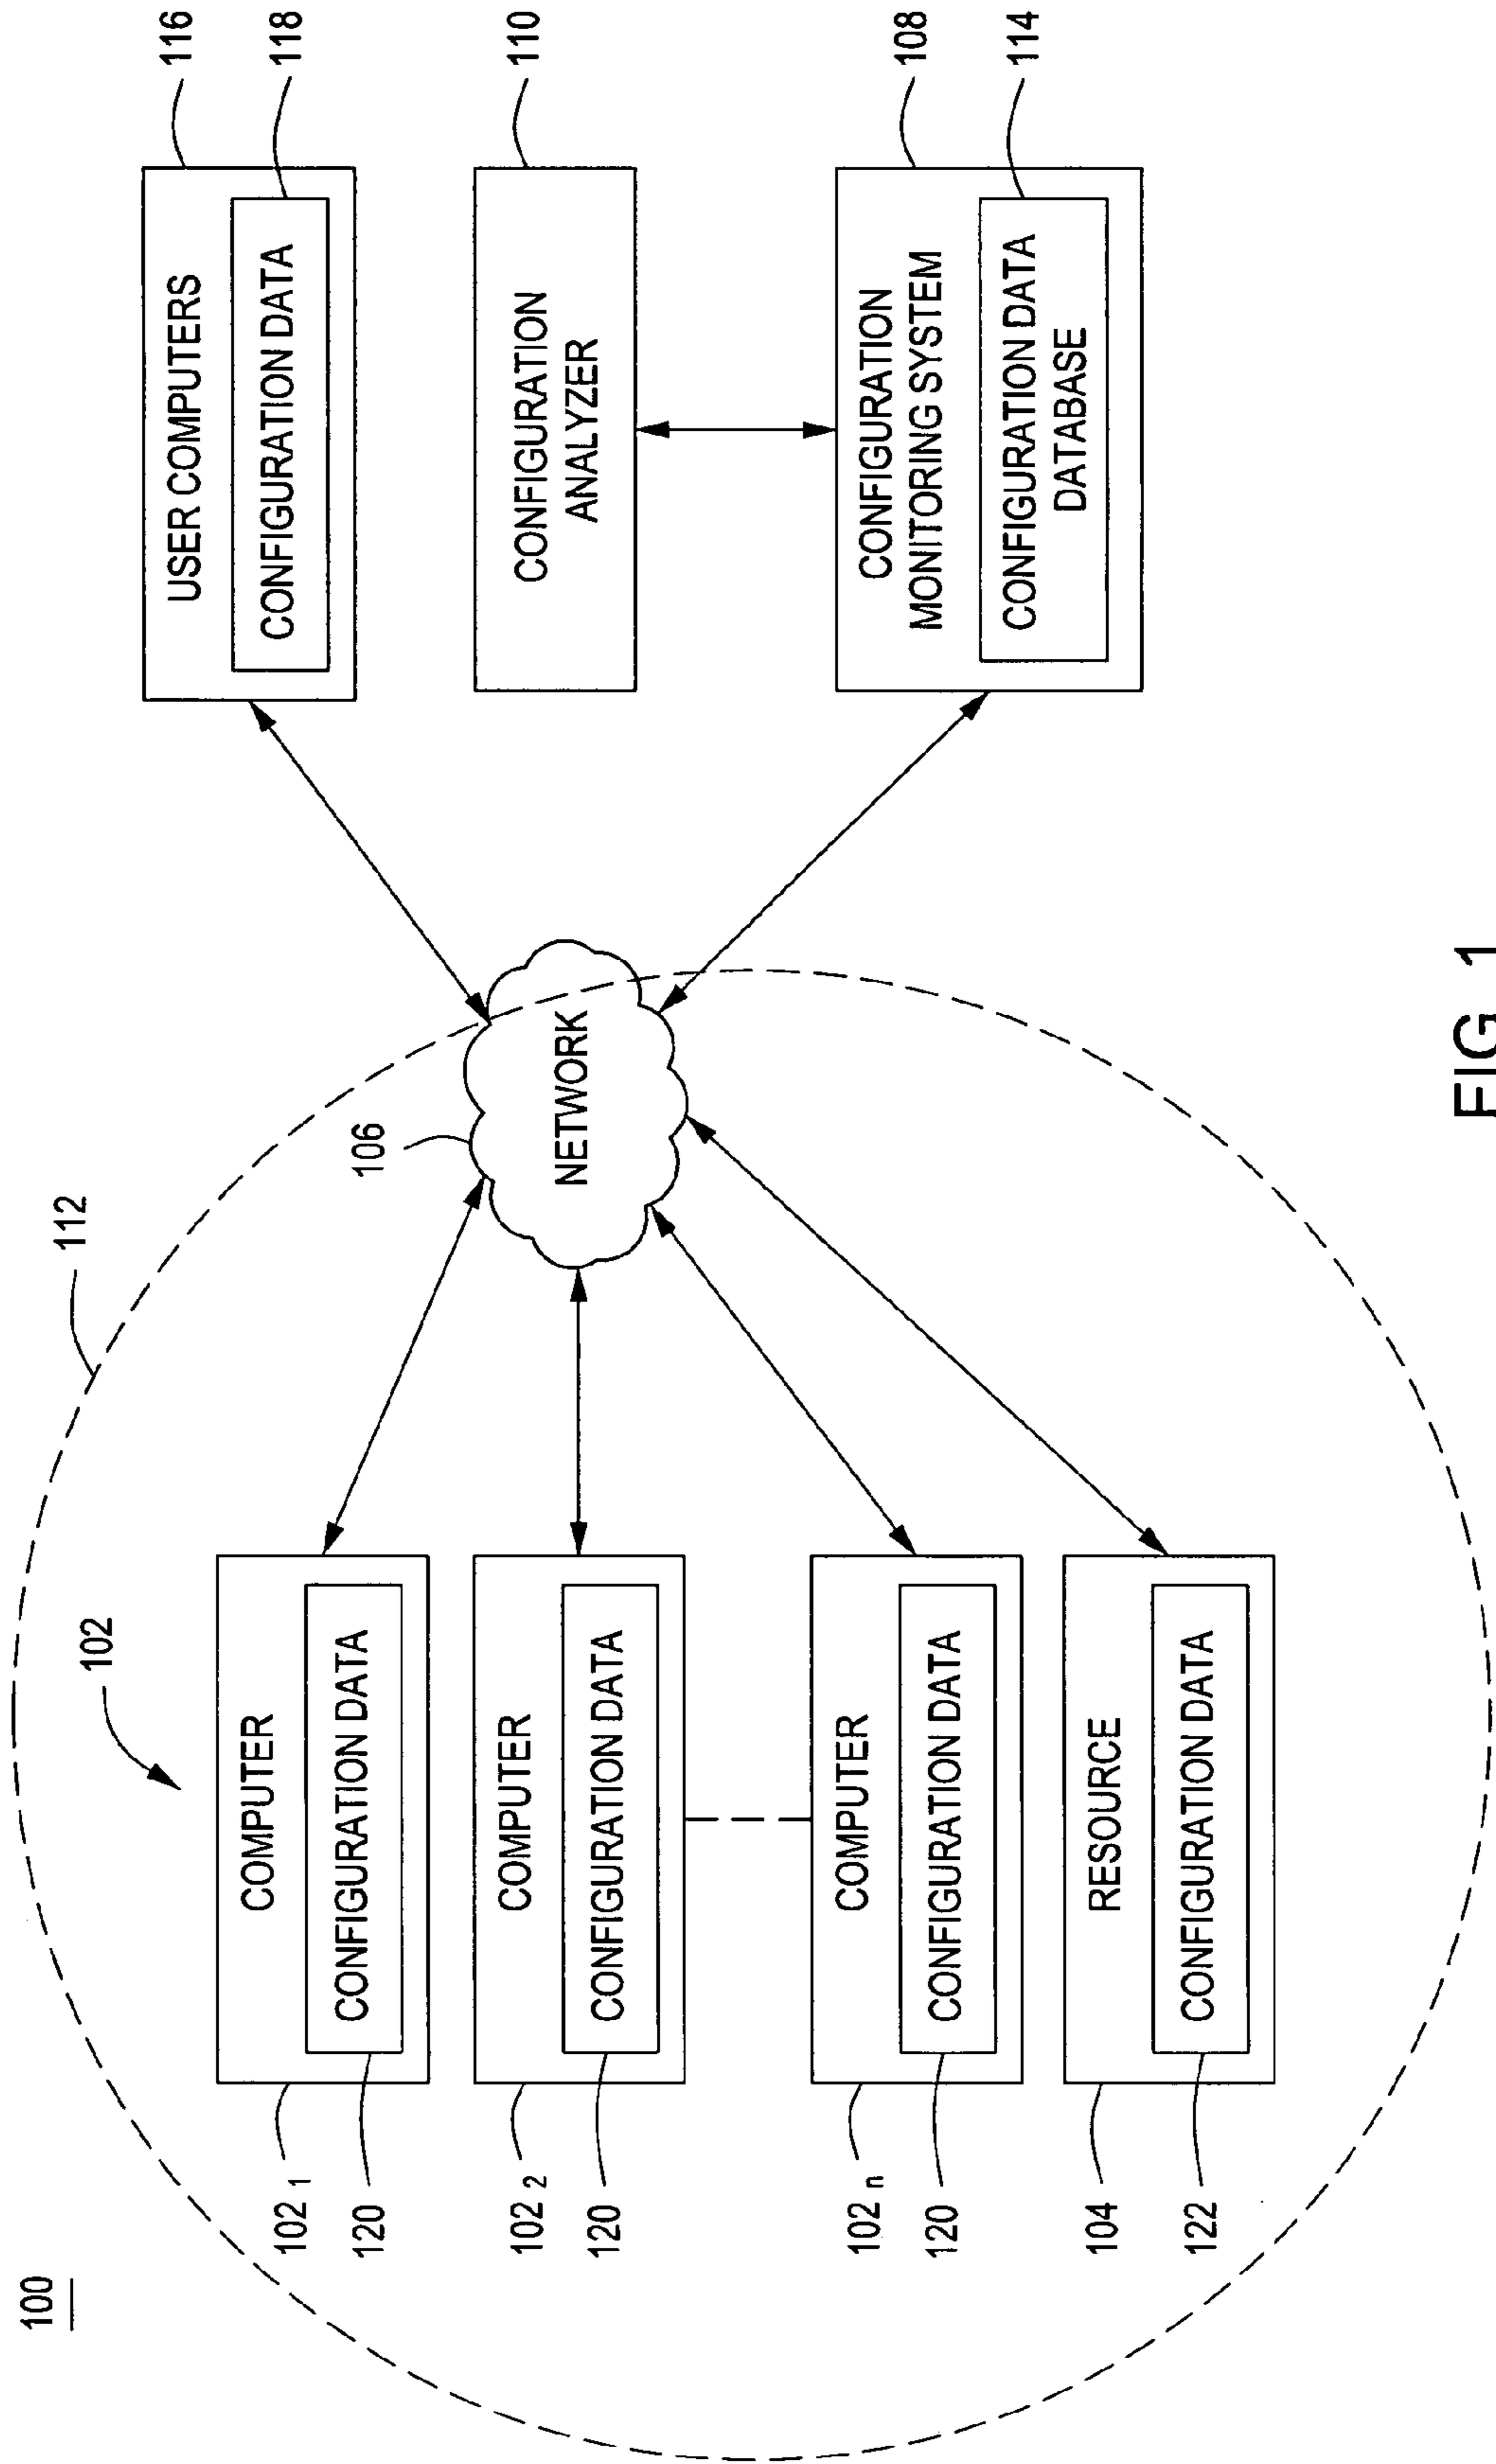 100
112
102
COMPUTER
CONFIGURATION DATA
102 1
120
COMPUTER
CONFIGURATION DATA
102 2
120
COMPUTER
CONFIGURATION DATA
102 n
120
RESOURCE
CONFIGURATION DATA
104
122
106
NETWORK
USER COMPUTERS
CONFIGURATION DATA
116
118
CONFIGURATION
ANALYZER
110
CONFIGURATION
MONITORING SYSTEM
CONFIGURATION DATA
DATABASE
108
114
FIG. 1